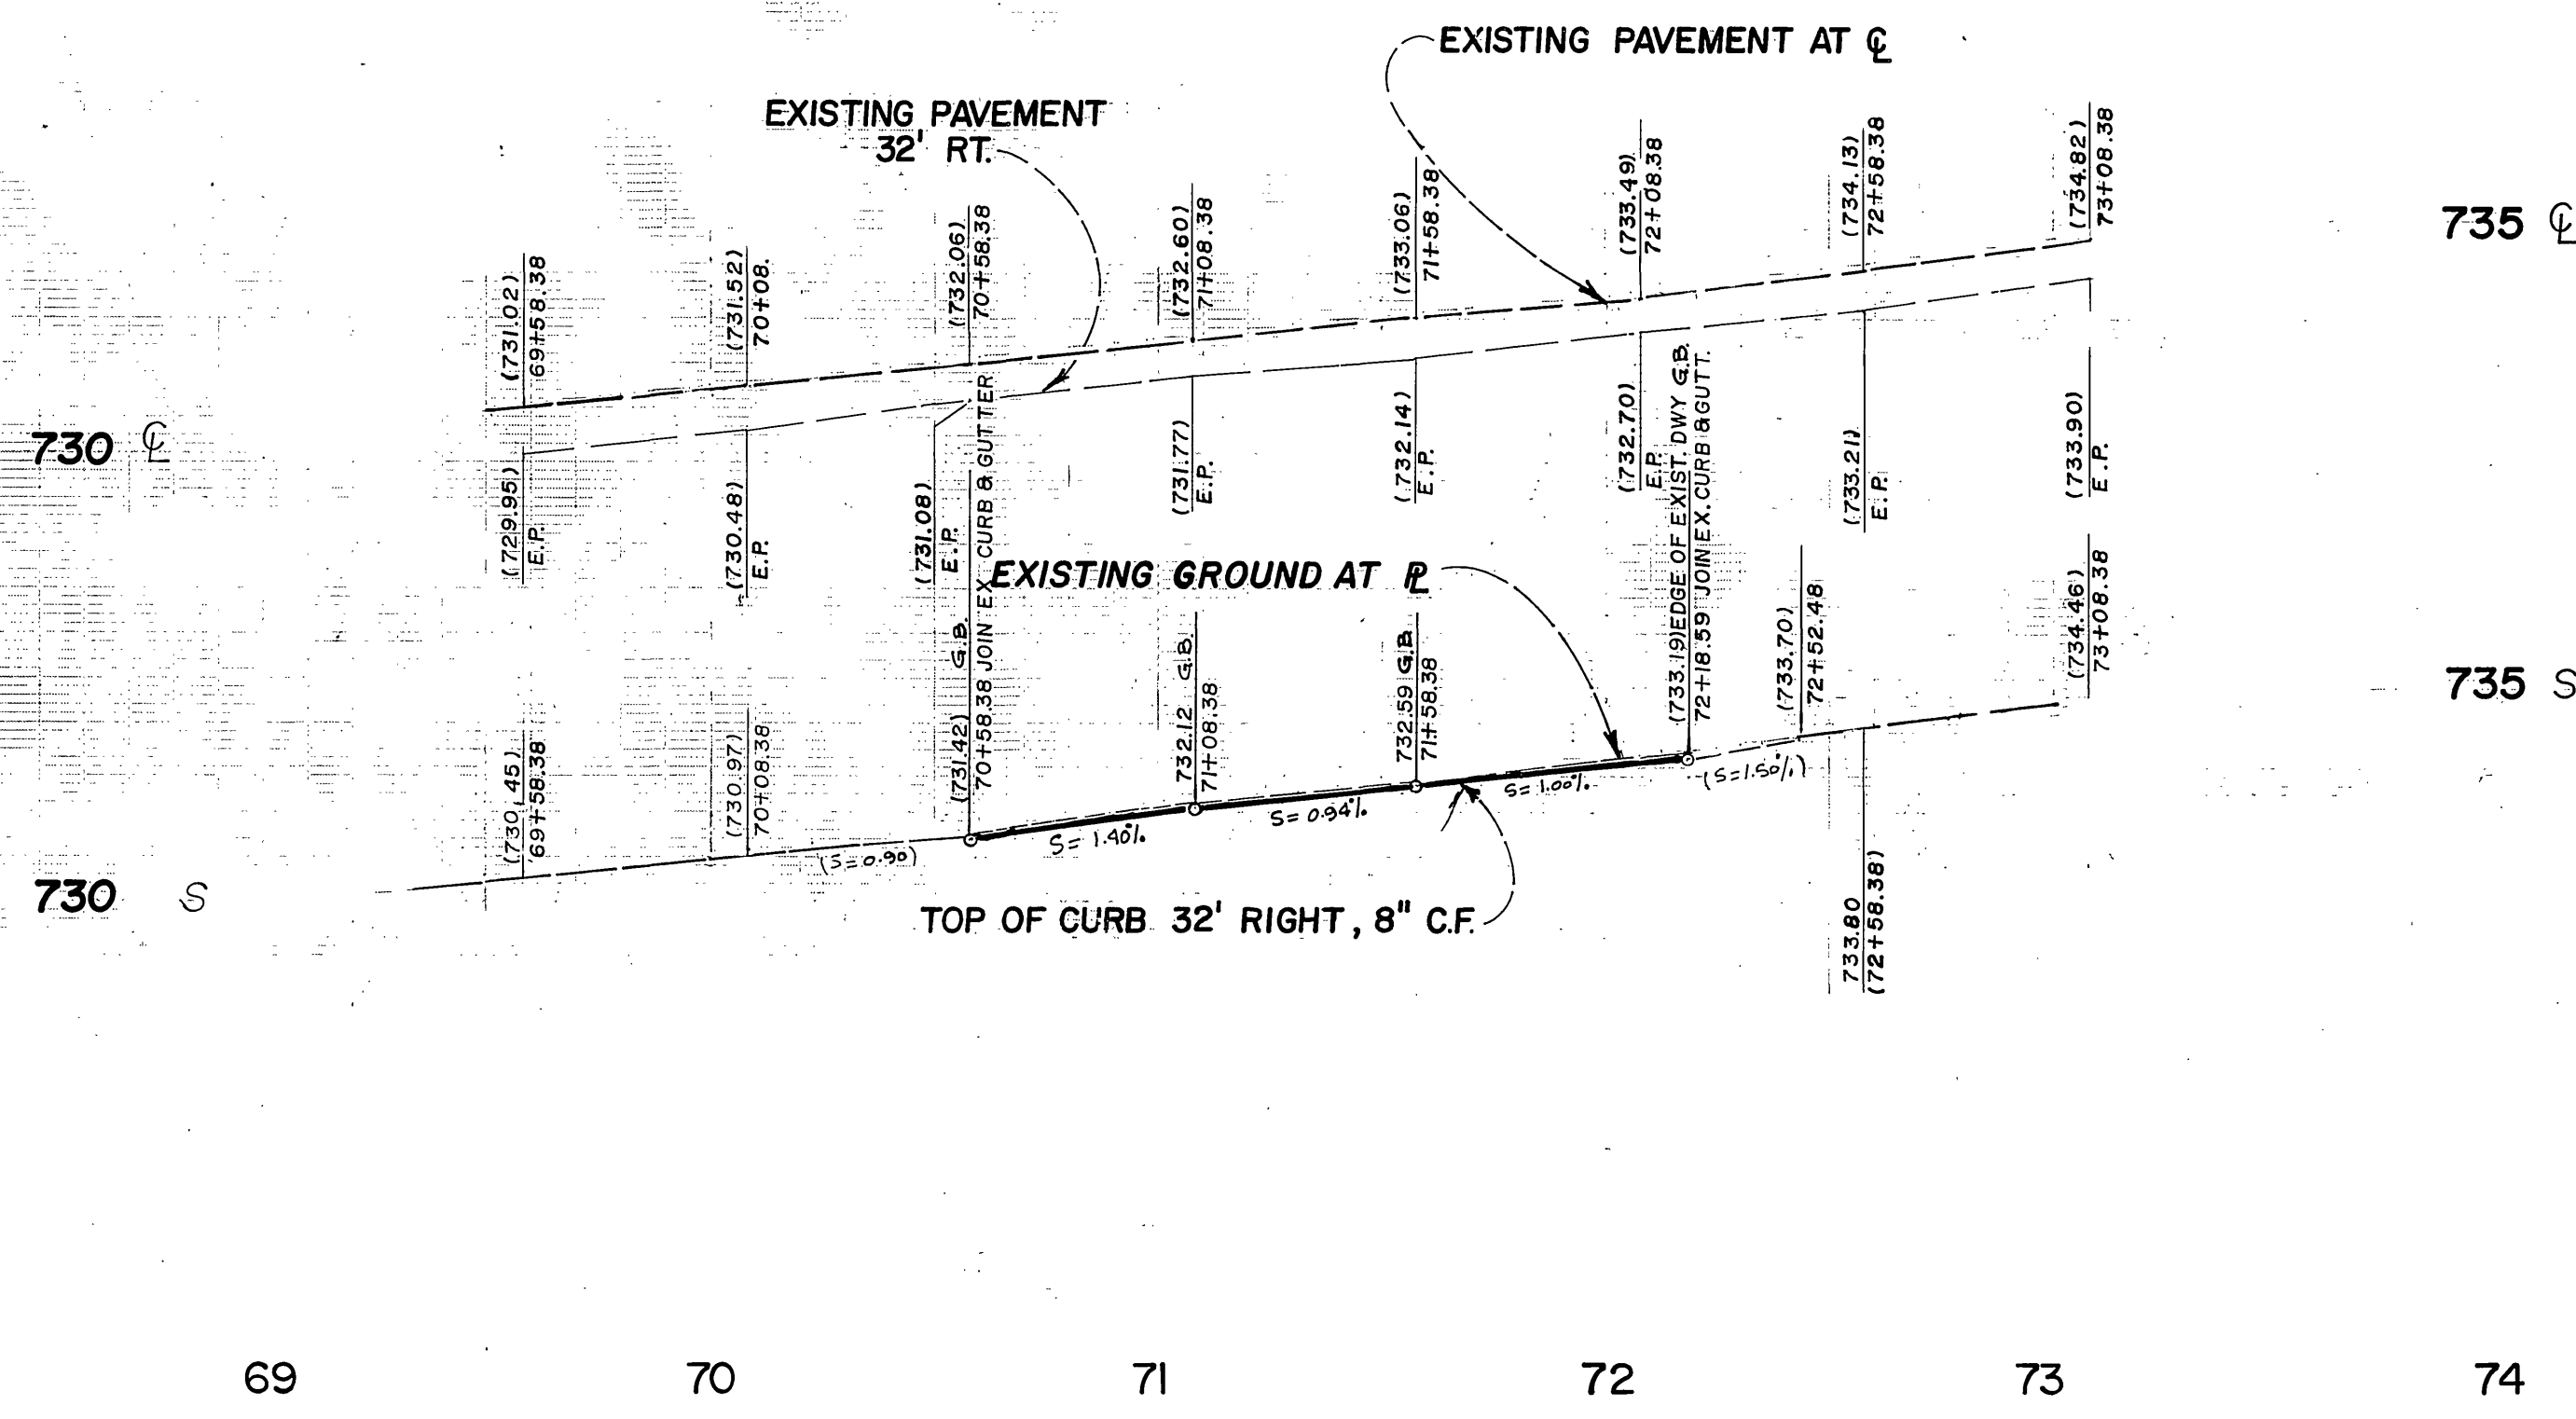 EXISTING PAVEMENT AT ℄
EXISTING PAVEMENT
32' RT.
(731.02)
69+58.38
(731.52)
70+08.
(732.06)
70+58.38
(732.60)
71+08.38
(733.06)
71+58.38
(733.49)
72+08.38
(734.13)
72+58.38
(734.82)
73+08.38
735 ℄
730 ℄
(729.95)
E.P.
(730.48)
E.P.
(731.08)
E.P.
(731.77)
E.P.
(732.14)
E.P.
(732.70)
E.P.
(733.21)
E.P.
(733.90)
E.P.
EXISTING GROUND AT ⅊
(730.45)
69+58.38
(730.97)
70+08.38
(731.42) G.B.
70+58.38 JOIN EX. CURB & GUTTER
732.12 G.B.
71+08.38
732.59 G.B.
71+58.38
(733.19) EDGE OF EXIST. DWY G.B.
72+18.59 JOIN EX. CURB & GUTT.
(733.70)
72+52.48
(734.46)
73+08.38
735 S
(S=0.90)
S=1.40%
S=0.94%
S=1.00%
(S=1.50%)
733.80
(72+58.38)
730 S
TOP OF CURB 32' RIGHT, 8" C.F.
69 70 71 72 73 74